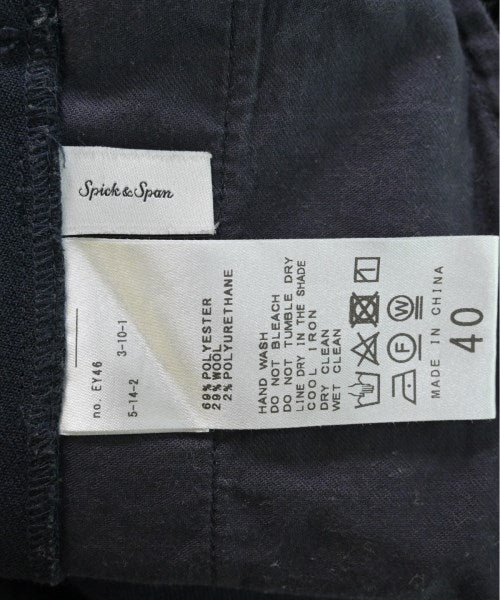 Spick & Span
no. EY46
3-10-1
5-14-2
69% POLYESTER
29% WOOL
2% POLYURETHANE
HAND WASH
DO NOT BLEACH
DO NOT TUMBLE DRY
LINE DRY IN THE SHADE
COOL IRON
DRY CLEAN
WET CLEAN
F W
MADE IN CHINA
40